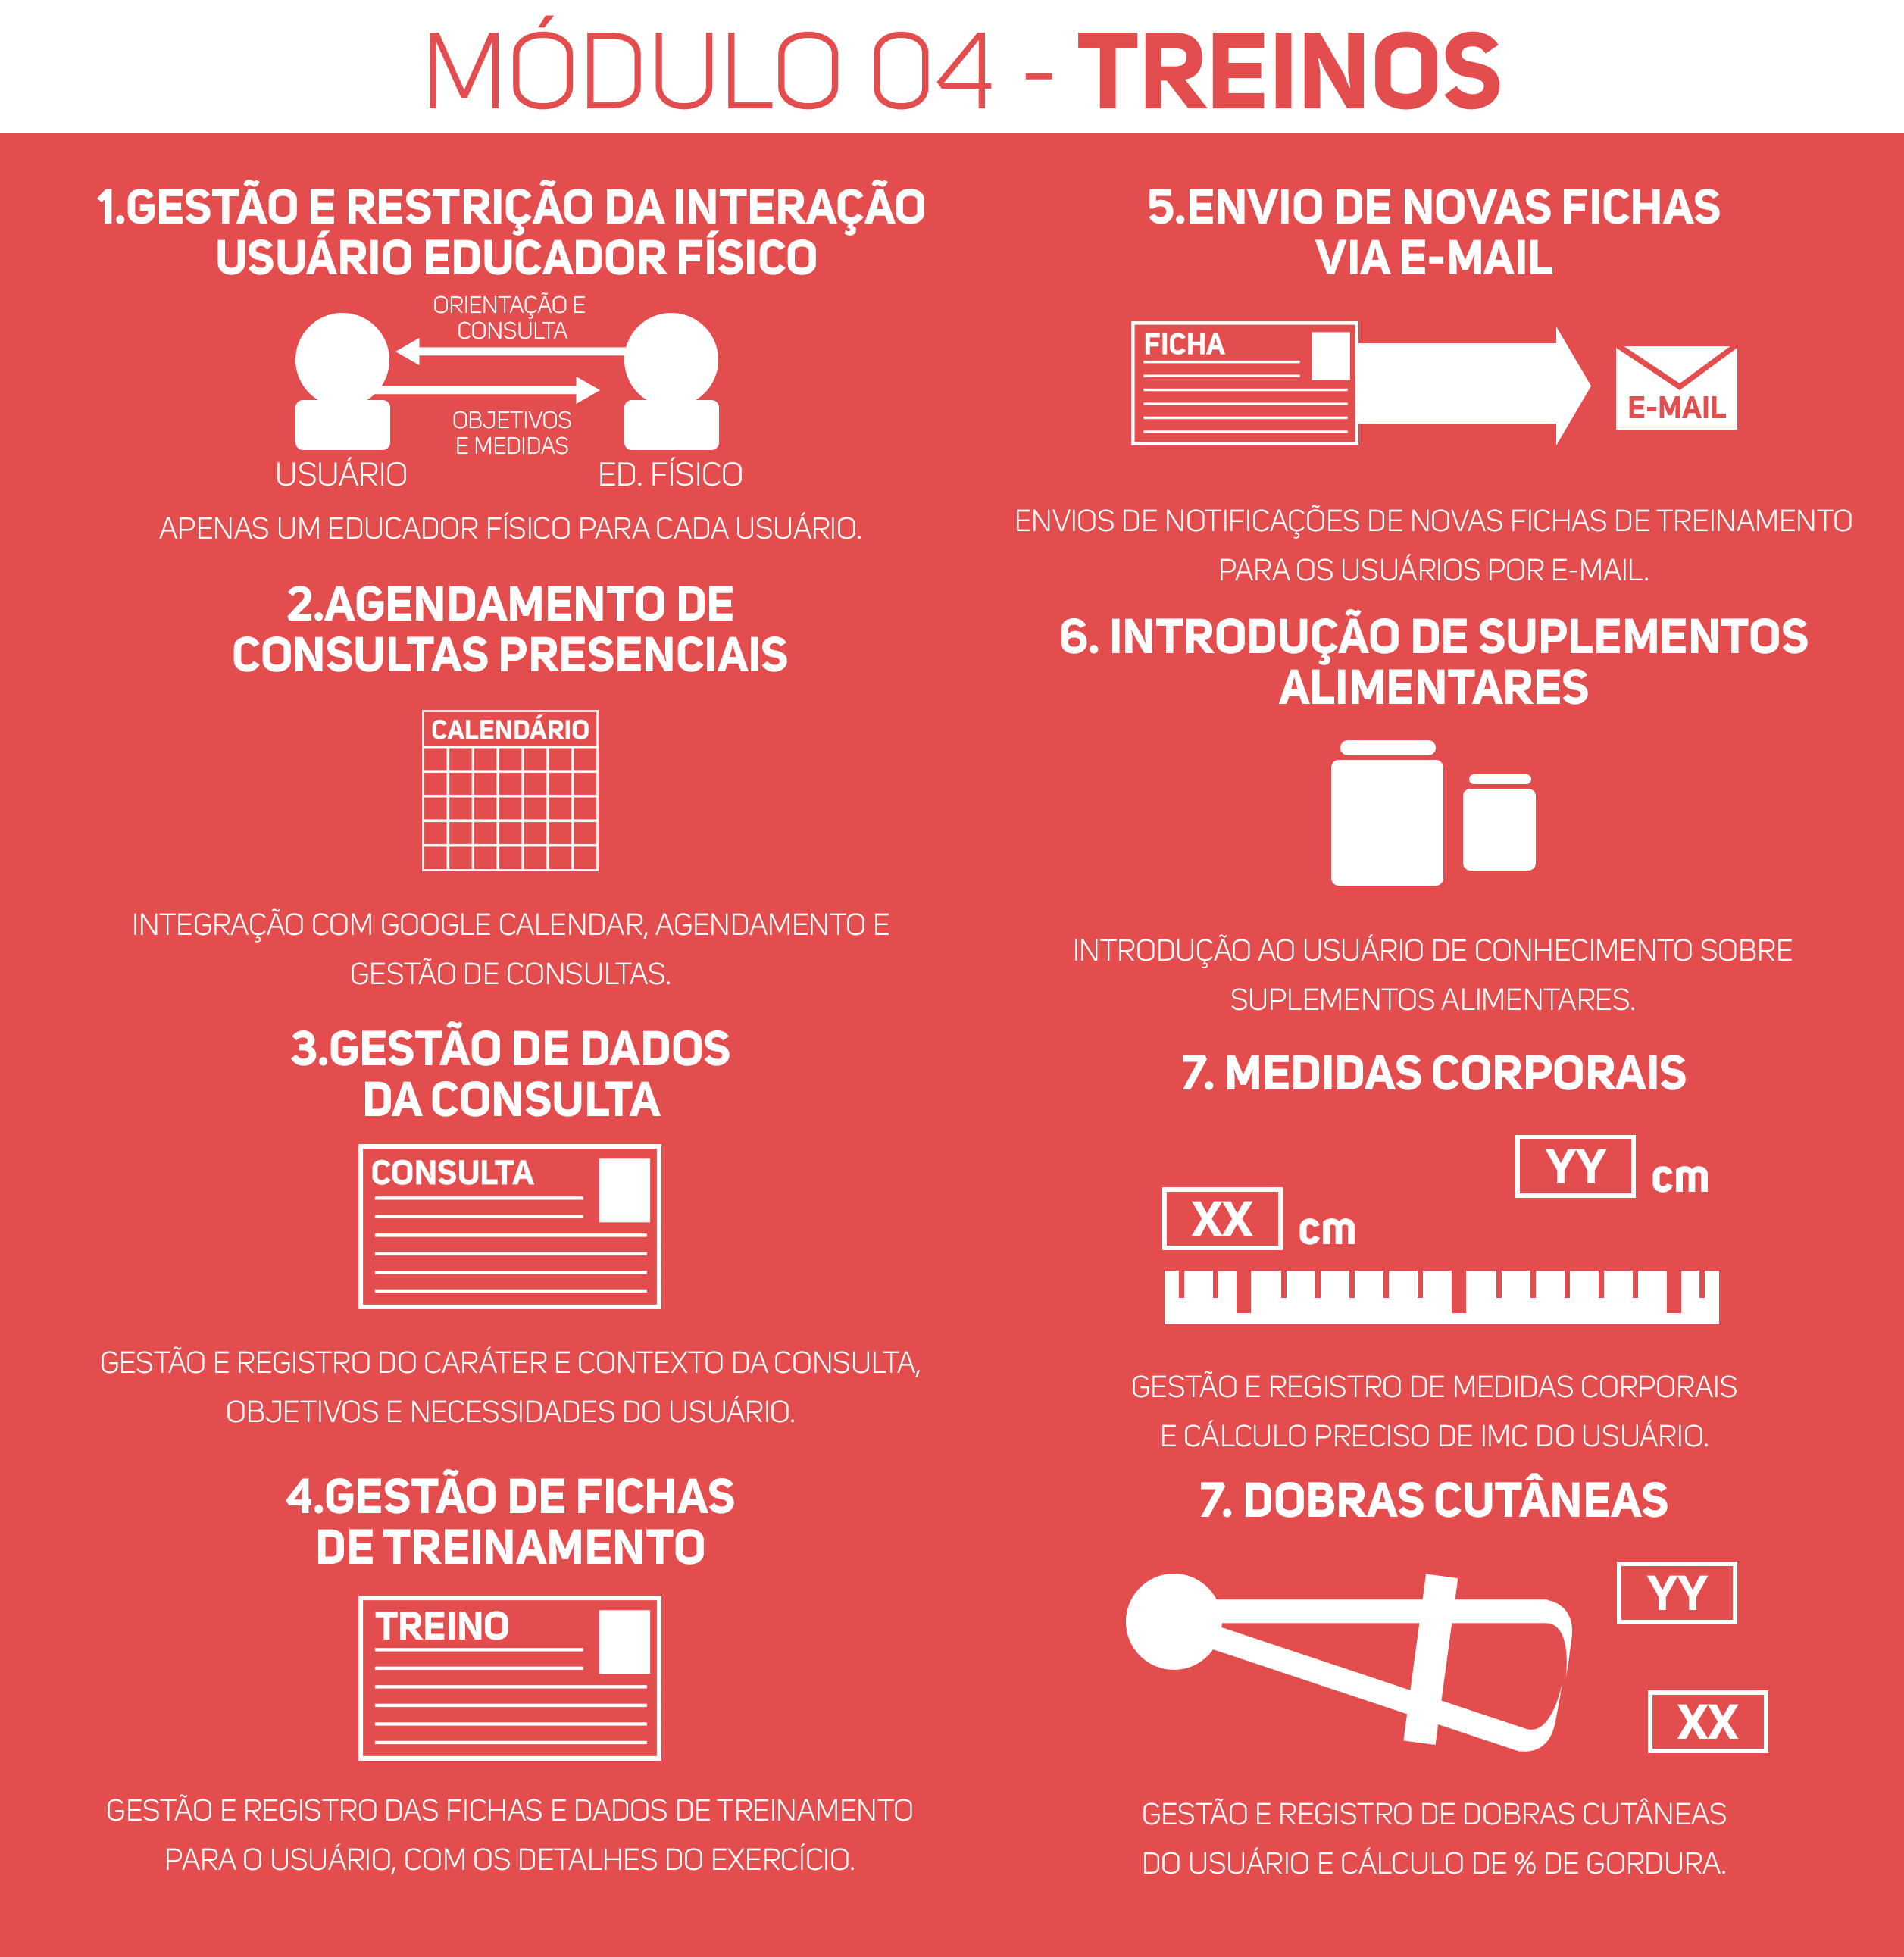 MÓDULO 04 - TREINOS
1.GESTÃO E RESTRIÇÃO DA INTERAÇÃO
USUÁRIO EDUCADOR FÍSICO
ORIENTAÇÃO E
CONSULTA
OBJETIVOS
E MEDIDAS
USUÁRIO
ED. FÍSICO
APENAS UM EDUCADOR FÍSICO PARA CADA USUÁRIO.
2.AGENDAMENTO DE
CONSULTAS PRESENCIAIS
CALENDÁRIO
INTEGRAÇÃO COM GOOGLE CALENDAR, AGENDAMENTO E
GESTÃO DE CONSULTAS.
3.GESTÃO DE DADOS
DA CONSULTA
CONSULTA
GESTÃO E REGISTRO DO CARÁTER E CONTEXTO DA CONSULTA,
OBJETIVOS E NECESSIDADES DO USUÁRIO.
4.GESTÃO DE FICHAS
DE TREINAMENTO
TREINO
GESTÃO E REGISTRO DAS FICHAS E DADOS DE TREINAMENTO
PARA O USUÁRIO, COM OS DETALHES DO EXERCÍCIO.
5.ENVIO DE NOVAS FICHAS
VIA E-MAIL
FICHA
E-MAIL
ENVIOS DE NOTIFICAÇÕES DE NOVAS FICHAS DE TREINAMENTO
PARA OS USUÁRIOS POR E-MAIL.
6. INTRODUÇÃO DE SUPLEMENTOS
ALIMENTARES
INTRODUÇÃO AO USUÁRIO DE CONHECIMENTO SOBRE
SUPLEMENTOS ALIMENTARES.
7. MEDIDAS CORPORAIS
YY cm
XX cm
GESTÃO E REGISTRO DE MEDIDAS CORPORAIS
E CÁLCULO PRECISO DE IMC DO USUÁRIO.
7. DOBRAS CUTÂNEAS
YY
XX
GESTÃO E REGISTRO DE DOBRAS CUTÂNEAS
DO USUÁRIO E CÁLCULO DE % DE GORDURA.